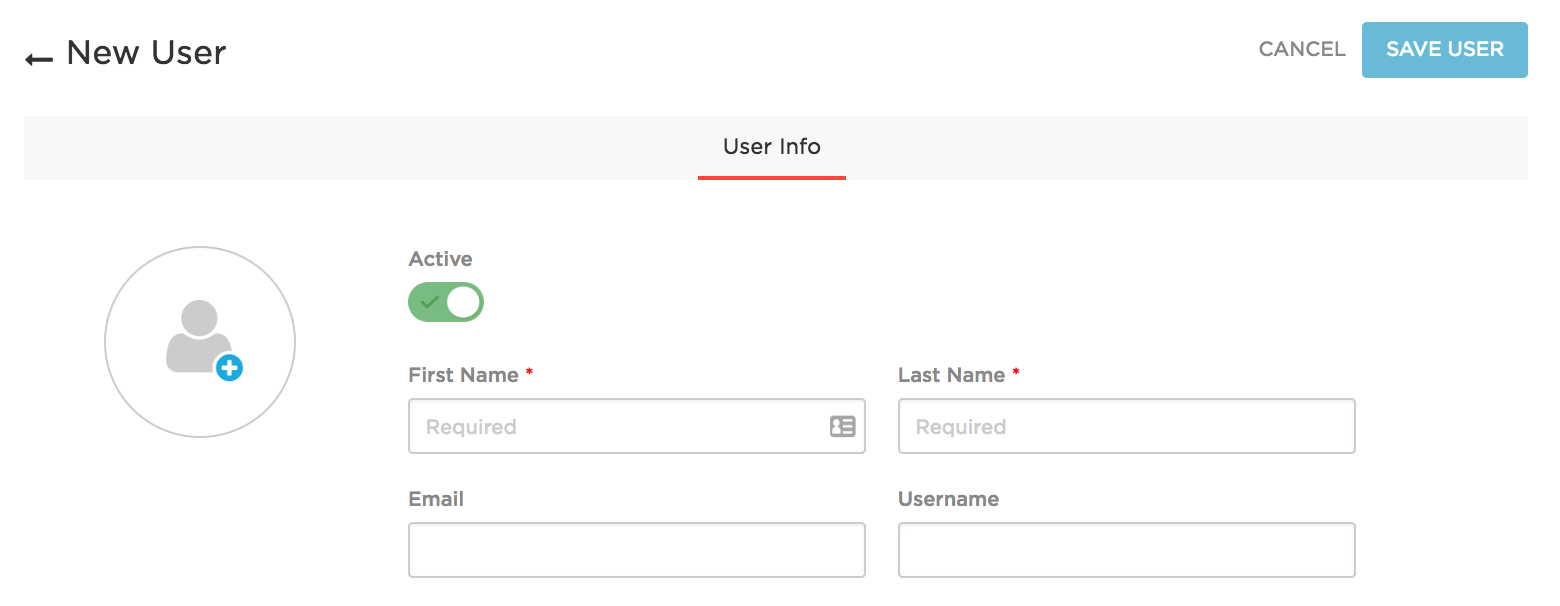 New User
CANCEL
SAVE USER
User Info
Active
First Name *
Last Name *
Required
Required
Email
Username